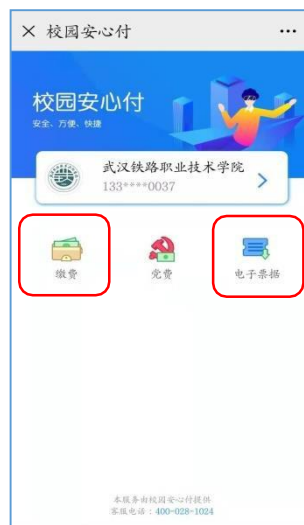 × 校园安心付 ···
校园安心付
安全、方便、快捷
武汉铁路职业技术学院
133****0037
缴费 党费 电子票据
本服务由校园安心付提供
客服电话：400-028-1024